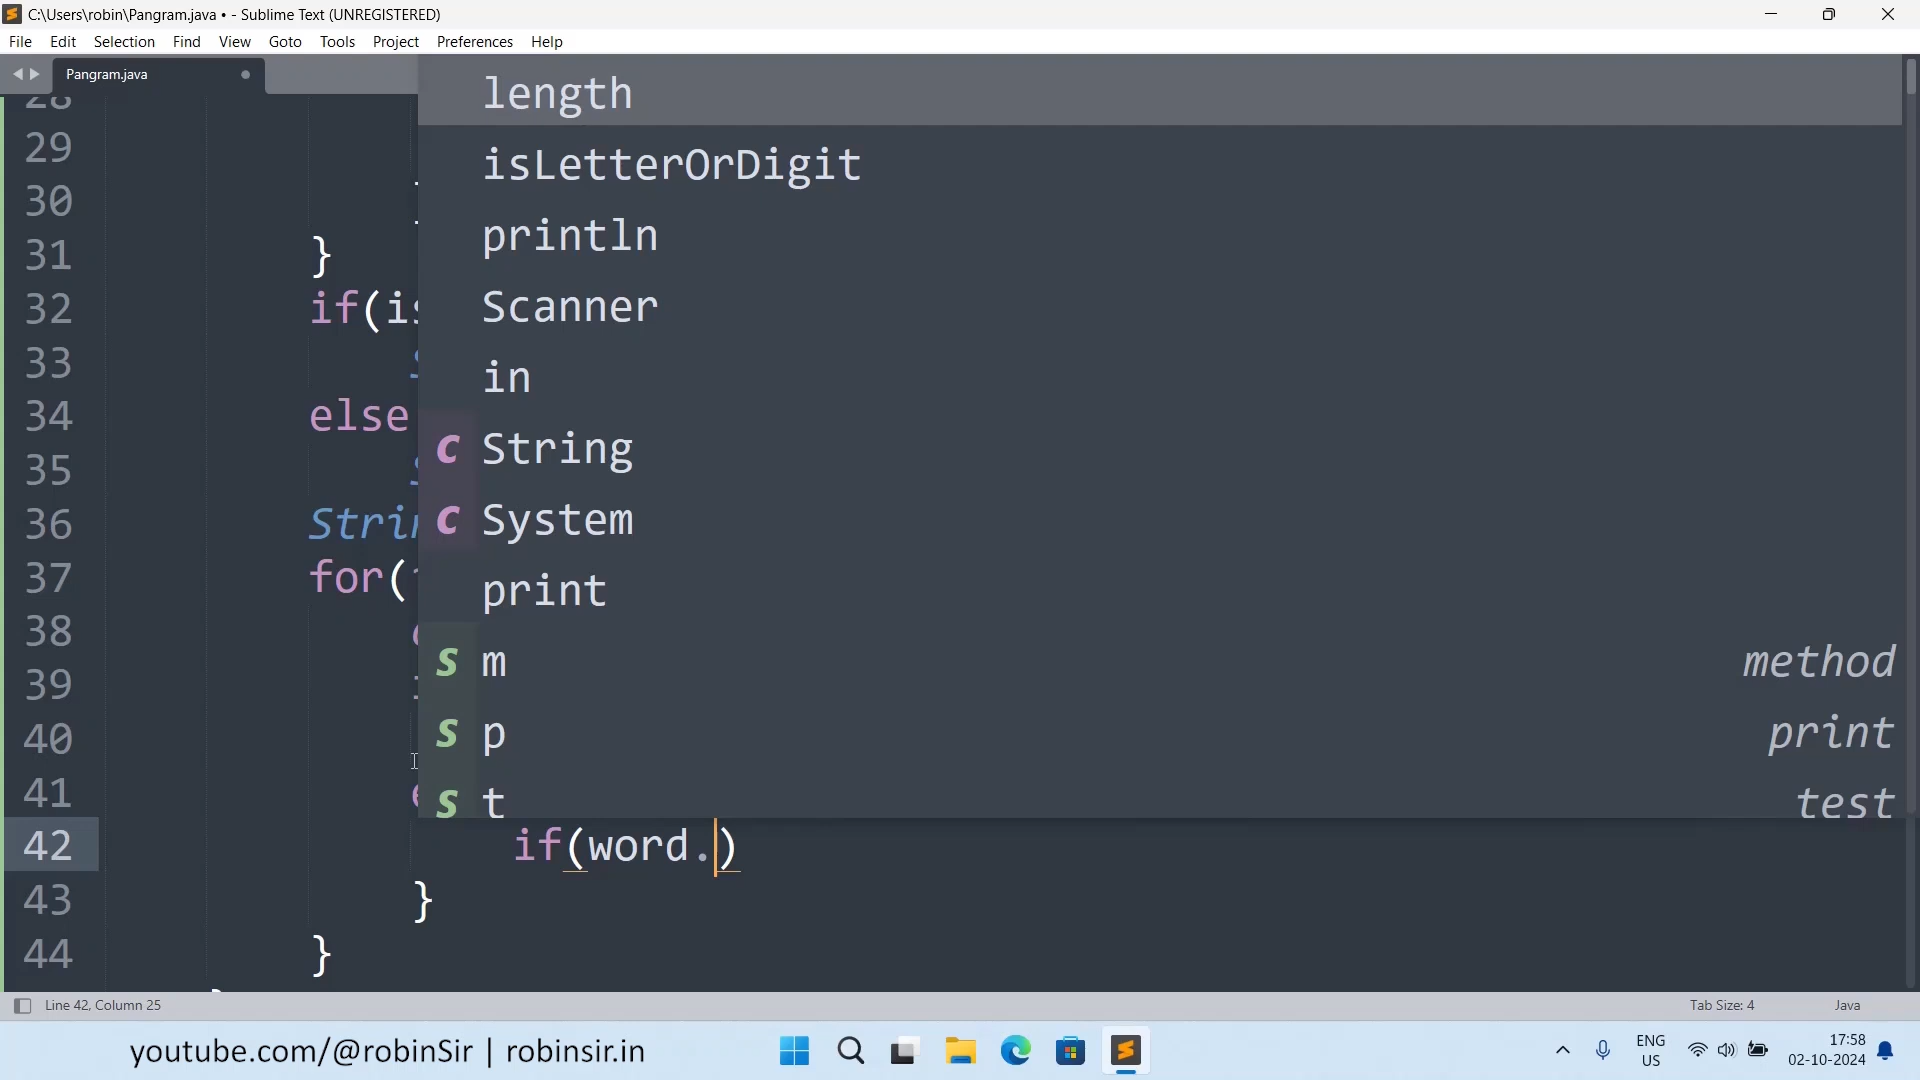 C:\Users\robin\Pangram.java • - Sublime Text (UNREGISTERED)
File Edit Selection Find View Goto Tools Project Preferences Help
Pangram.java
length
isLetterOrDigit
println
Scanner
in
String
System
print
m method
p print
t test
28
29
30
31 }
32 if(is
33
34 else
35
36 Strin
37 for(
38
39
40
41
42 if(word.)
43 }
44 }
Line 42, Column 25 Tab Size: 4 Java
youtube.com/@robinSir | robinsir.in
ENG
US
17:58
02-10-2024